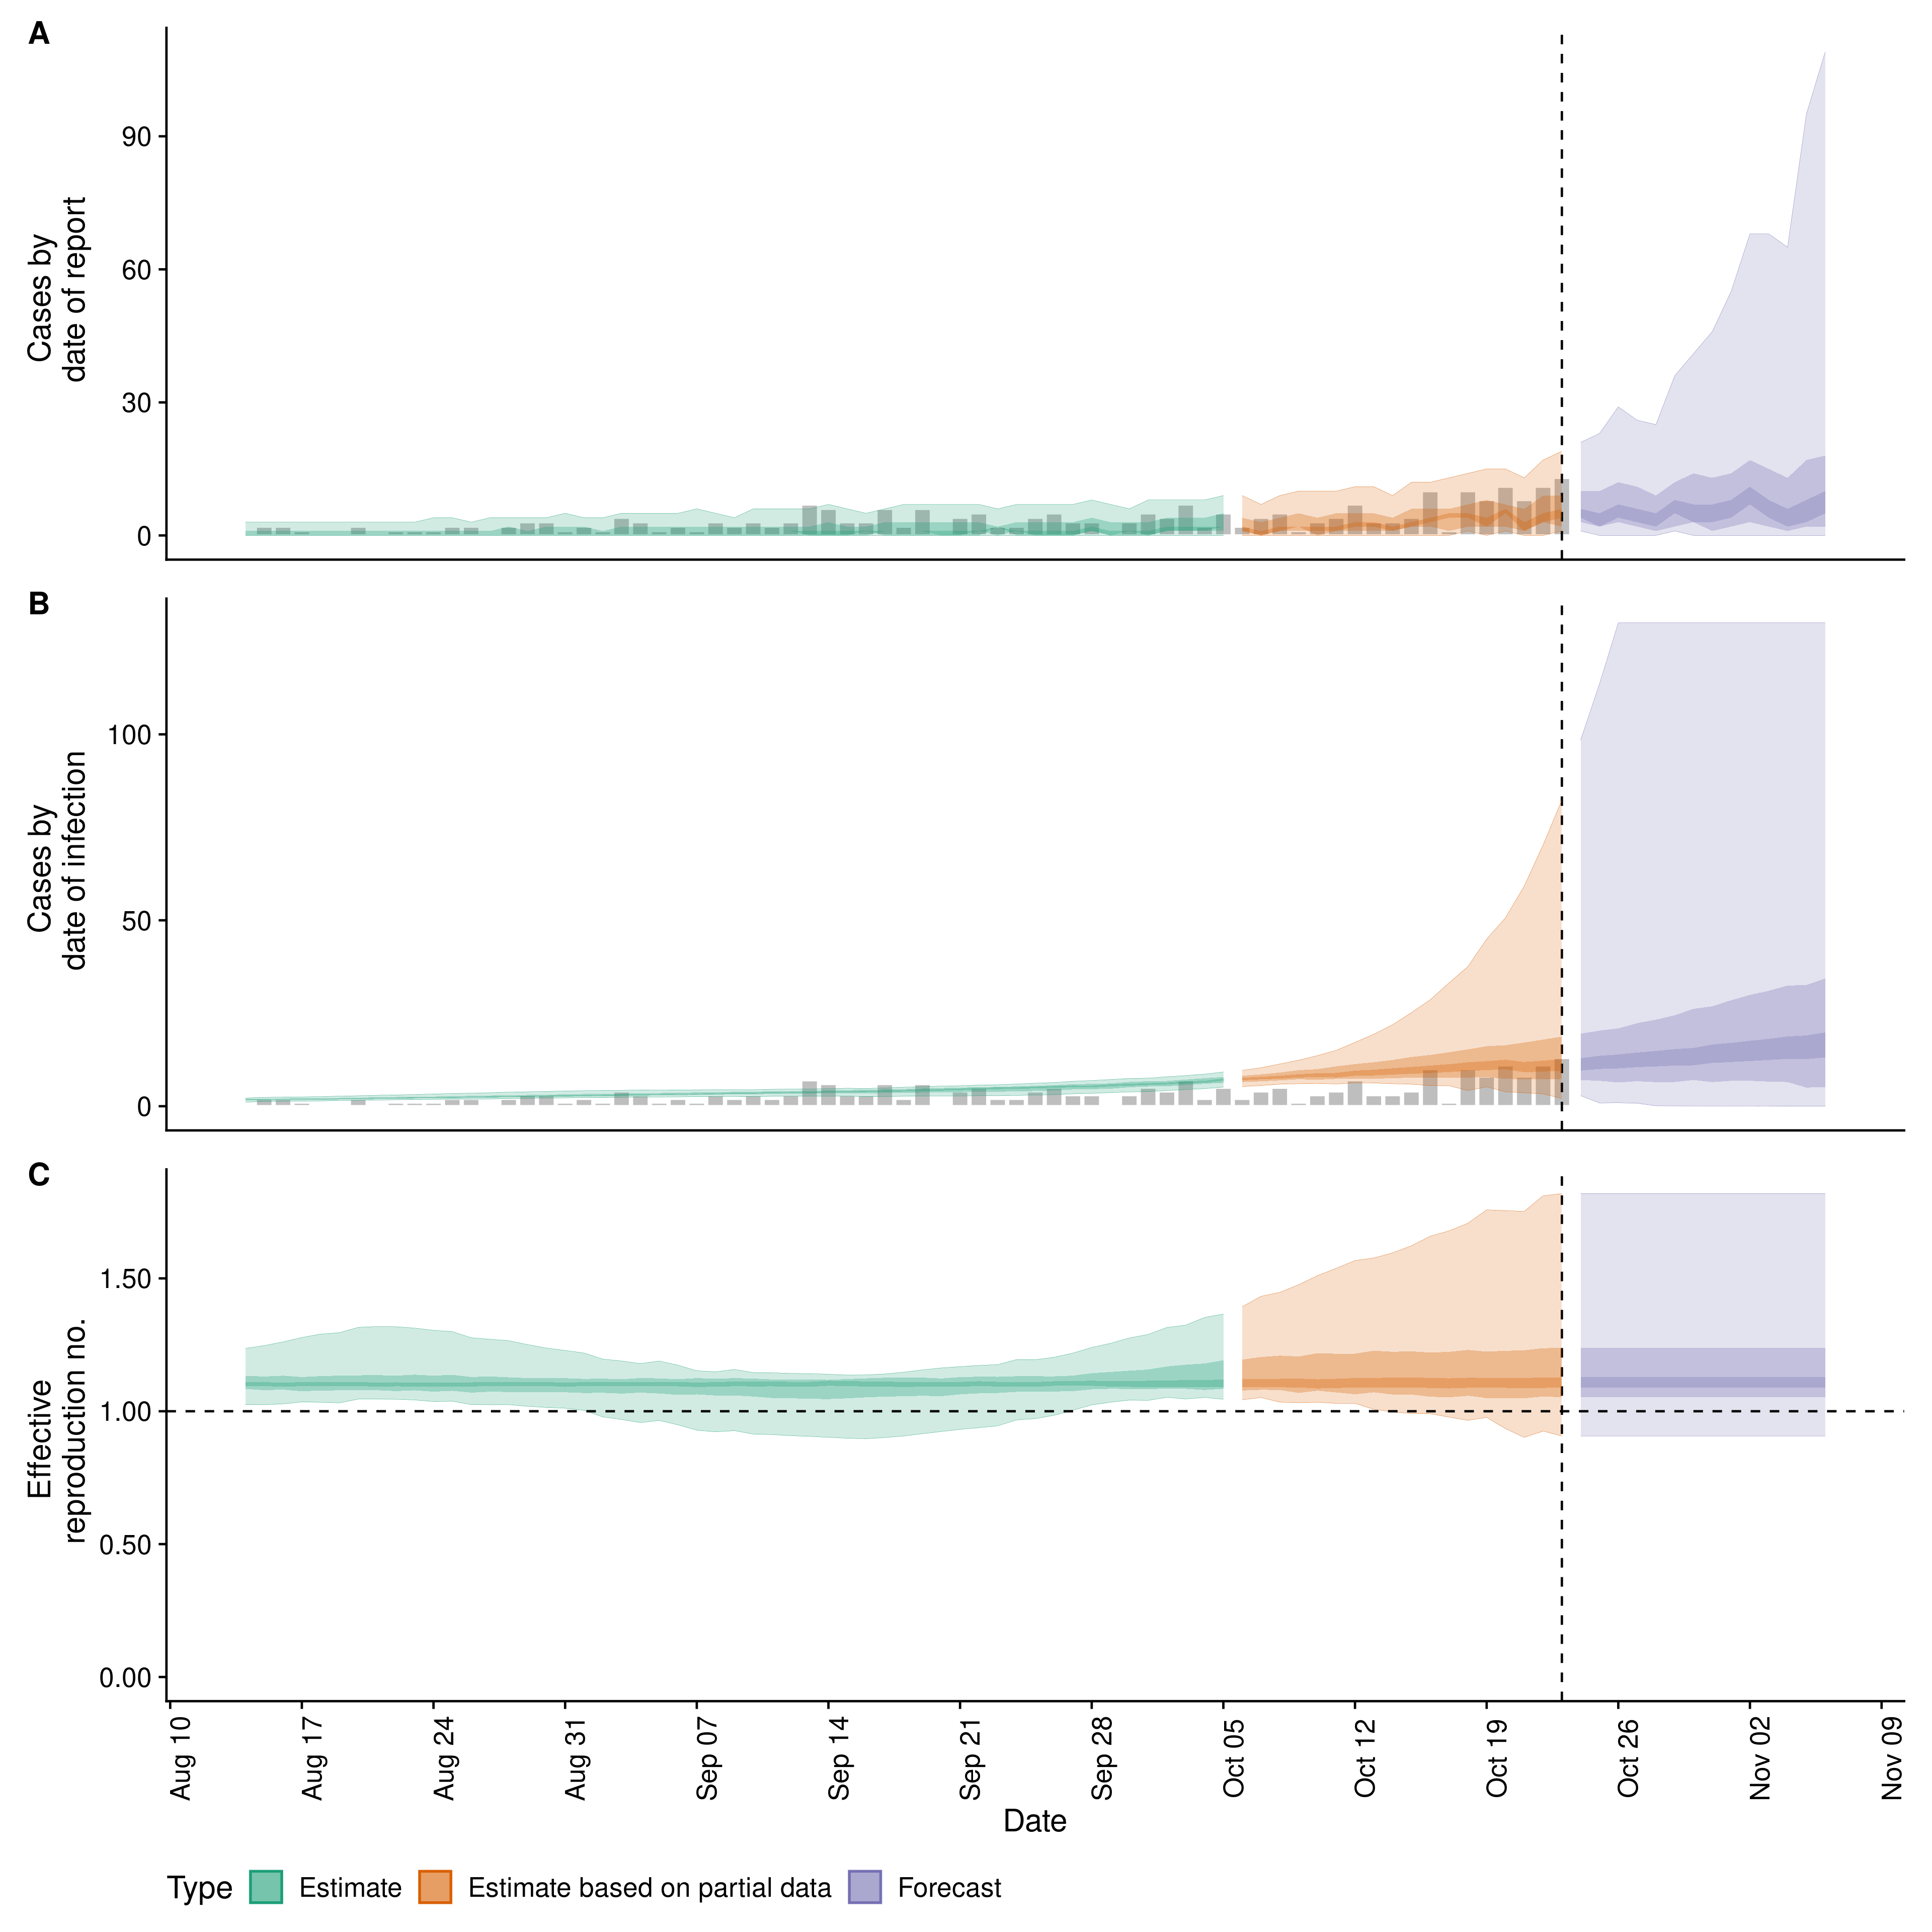 A
Cases by
date of report
90
60
30
0
B
Cases by
date of infection
100
50
0
C
Effective
reproduction no.
1.50
1.00
0.50
0.00
Aug 10
Aug 17
Aug 24
Aug 31
Sep 07
Sep 14
Sep 21
Sep 28
Oct 05
Oct 12
Oct 19
Oct 26
Nov 02
Nov 09
Date
Type
Estimate
Estimate based on partial data
Forecast